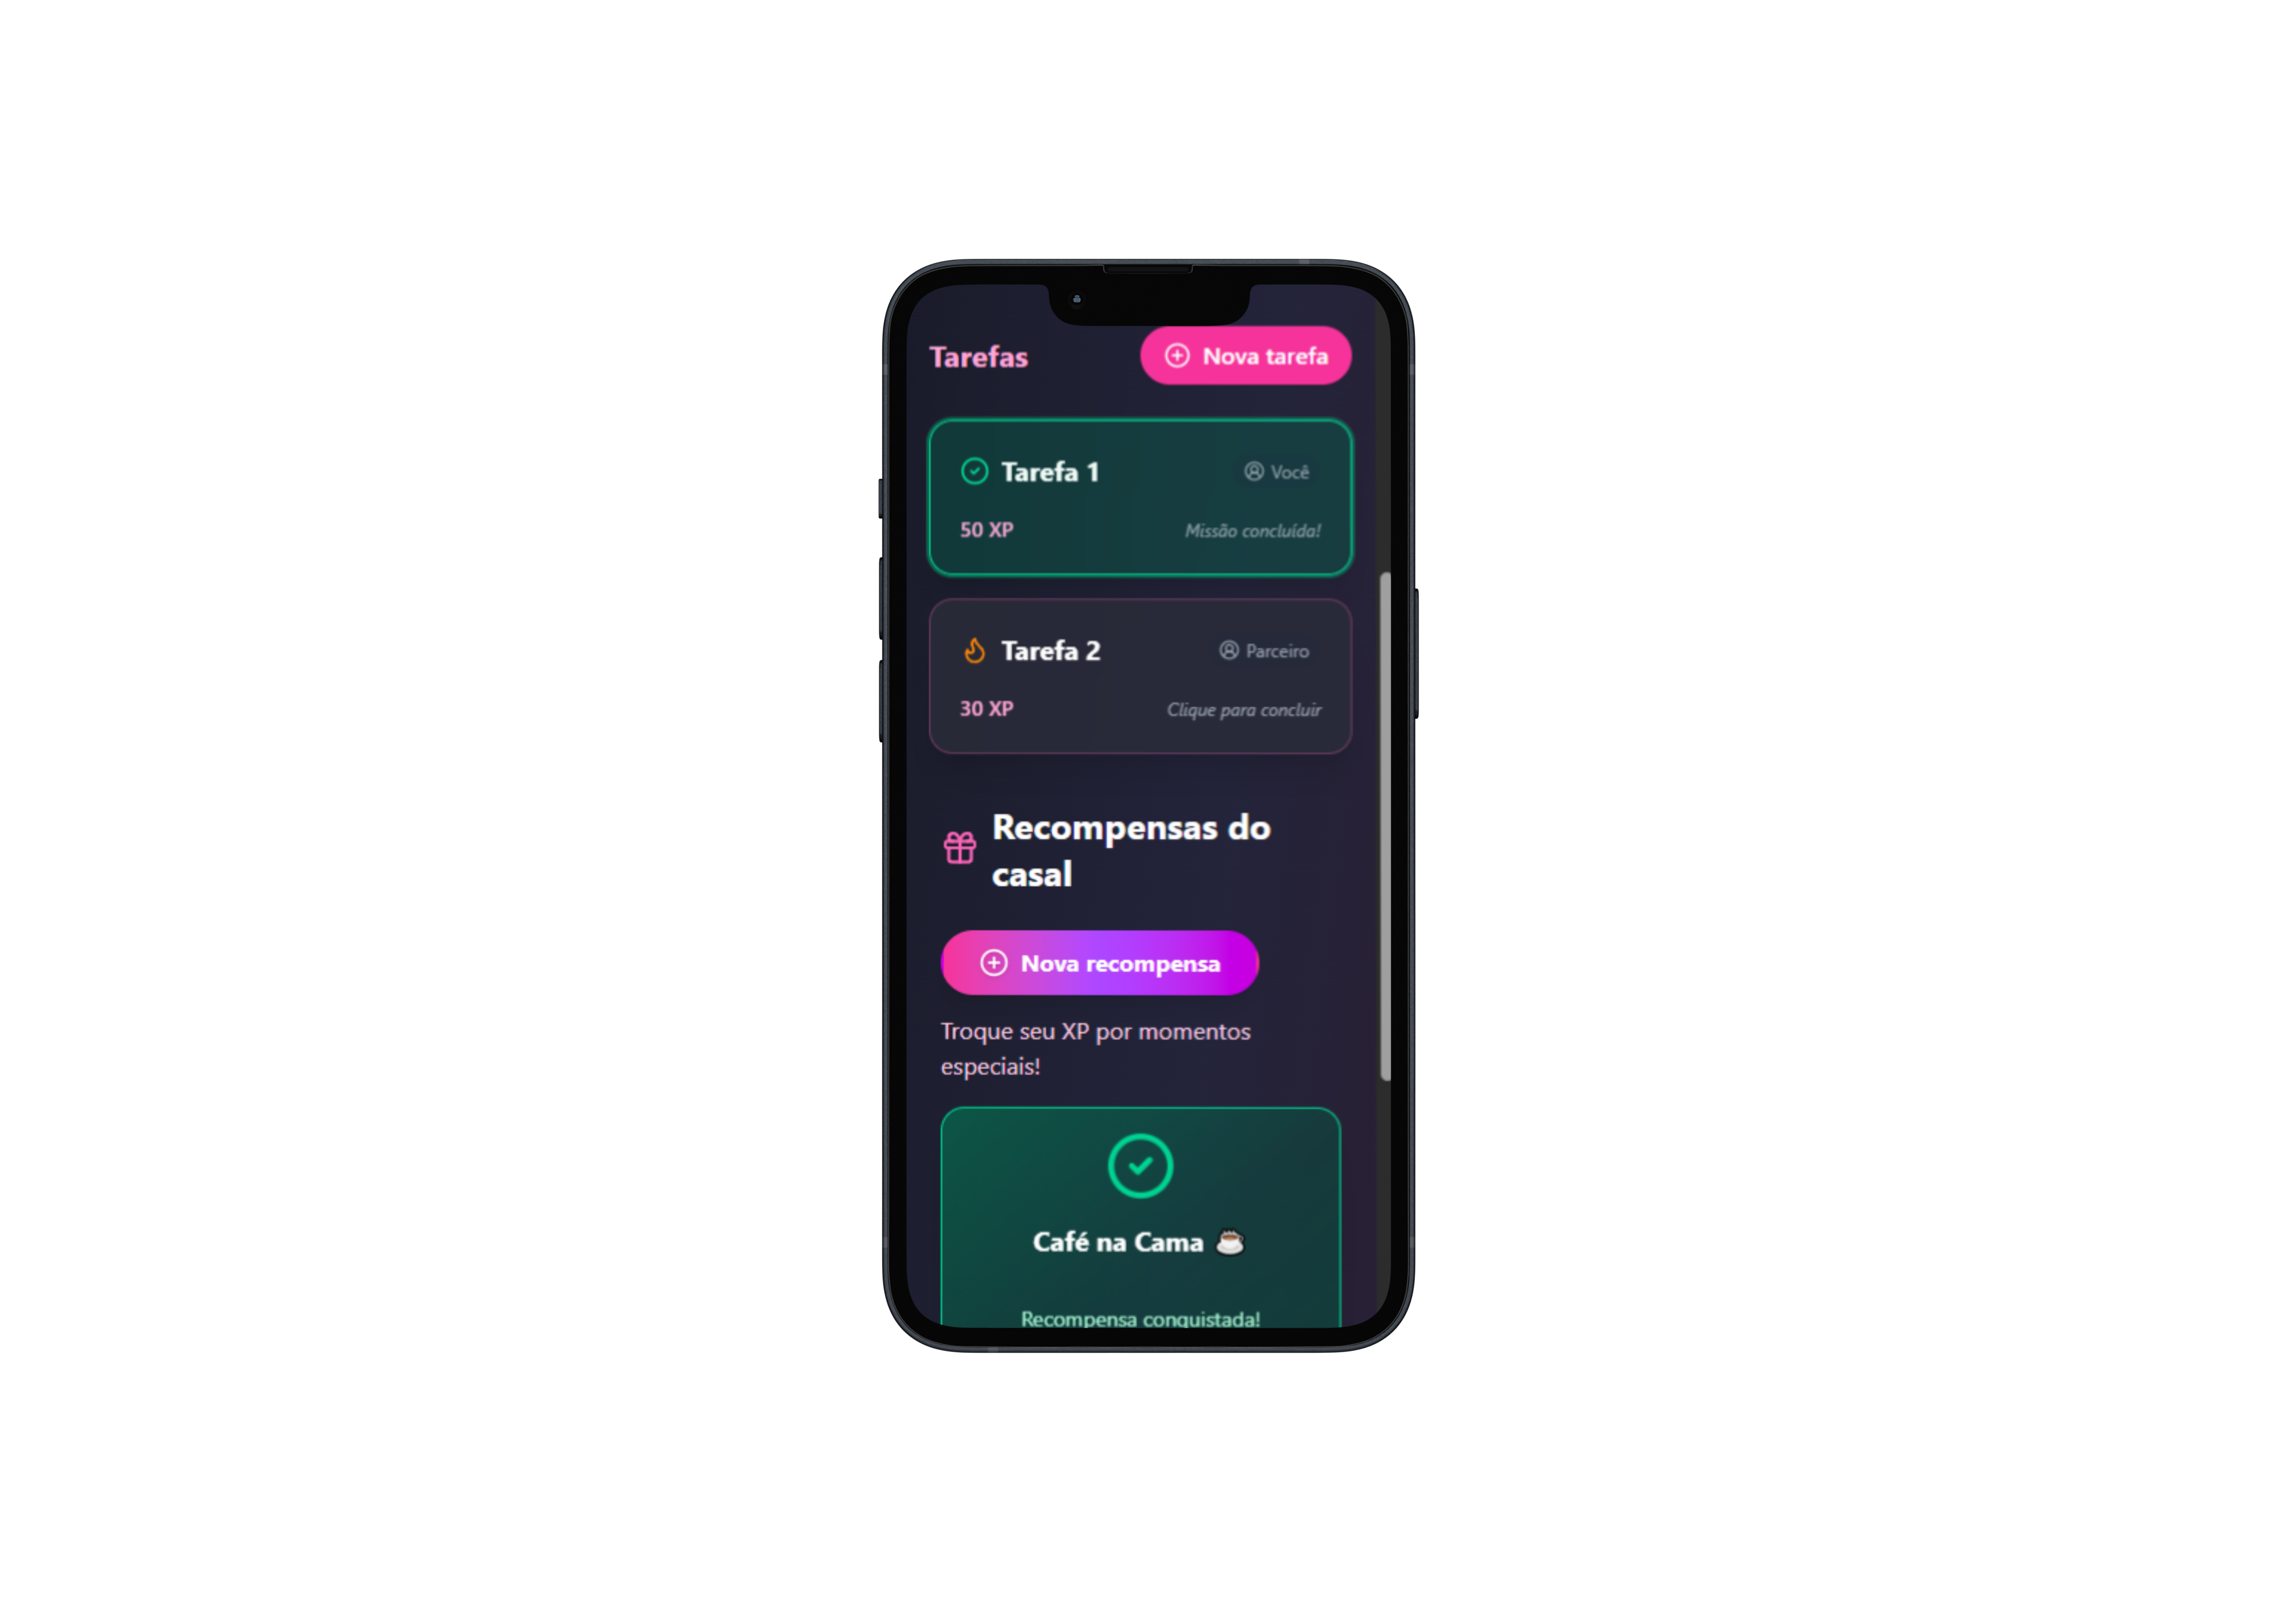 Tarefas
Nova tarefa
Tarefa 1
Você
50 XP
Missão concluída!
Tarefa 2
Parceiro
30 XP
Clique para concluir
Recompensas do
casal
Nova recompensa
Troque seu XP por momentos
especiais!
Café na Cama ☕
Recompensa conquistada!